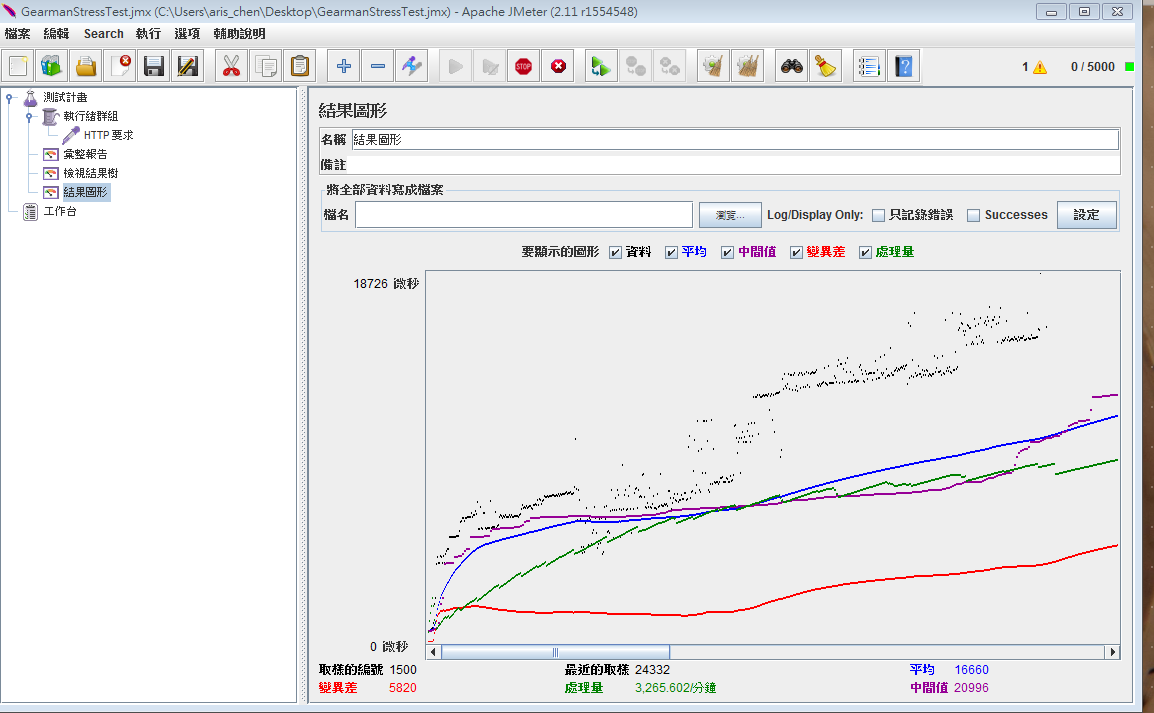 GearmanStressTest.jmx (C:\Users\aris_chen\Desktop\GearmanStressTest.jmx) - Apache JMeter (2.11 r1554548)
檔案 編輯 Search 執行 選項 輔助說明
STOP 1 0 / 5000
測試計畫
執行緒群組
HTTP 要求
彙整報告
檢視結果樹
結果圖形
工作台
結果圖形
名稱 結果圖形
備註
將全部資料寫成檔案
檔名 瀏覽... Log/Display Only: 只記錄錯誤 Successes 設定
要顯示的圖形 資料 平均 中間值 變異差 處理量
18726 微秒
0 微秒
取樣的編號 1500 最近的取樣 24332 平均 16660
變異差 5820 處理量 3,265.602/分鐘 中間值 20996